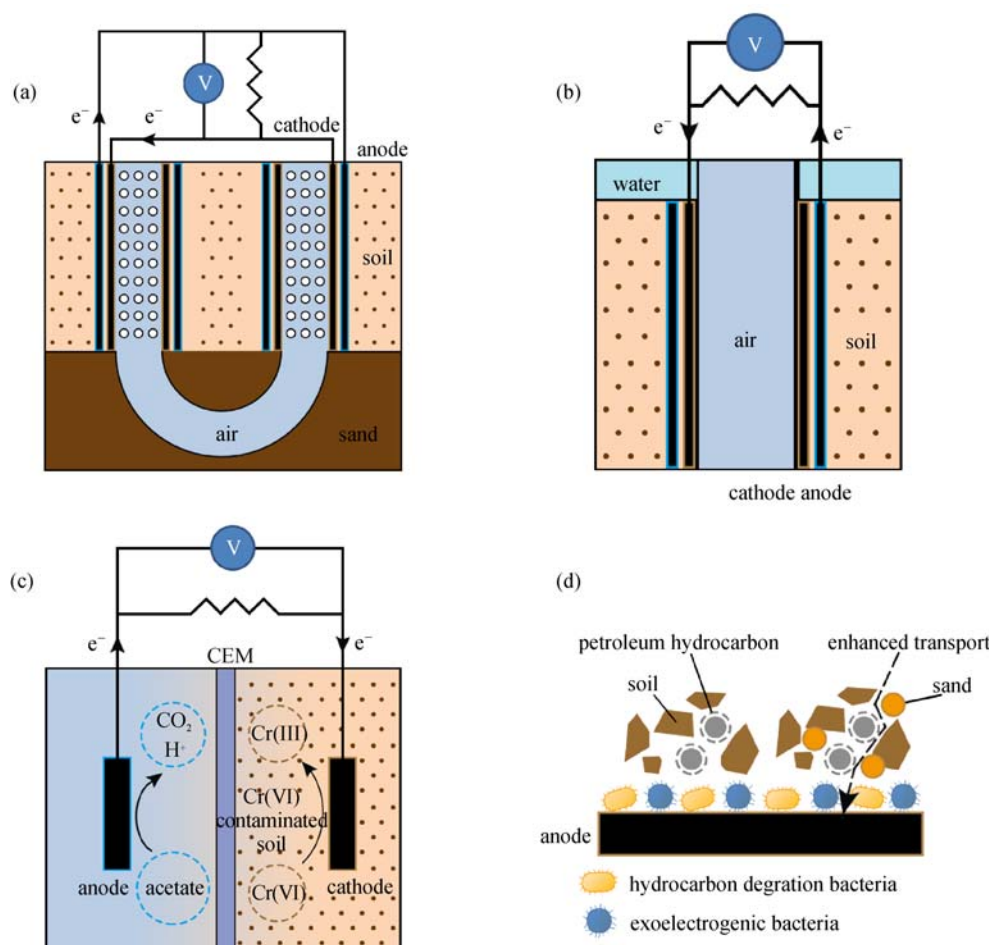 (a)
V
e⁻
e⁻
cathode
anode
soil
air
sand
(b)
V
e⁻
e⁻
water
air
soil
cathode anode
(c)
V
e⁻
e⁻
CEM
CO₂
H⁺
Cr(III)
Cr(VI)
contaminated
soil
anode
acetate
Cr(VI)
cathode
(d)
petroleum hydrocarbon
enhanced transport
soil
sand
anode
hydrocarbon degration bacteria
exoelectrogenic bacteria